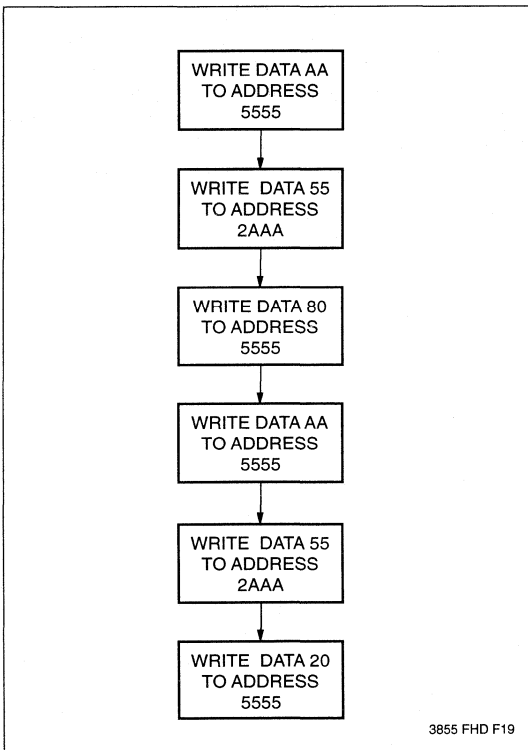 WRITE DATA AA
TO ADDRESS
5555
WRITE DATA 55
TO ADDRESS
2AAA
WRITE DATA 80
TO ADDRESS
5555
WRITE DATA AA
TO ADDRESS
5555
WRITE DATA 55
TO ADDRESS
2AAA
WRITE DATA 20
TO ADDRESS
5555
3855 FHD F19